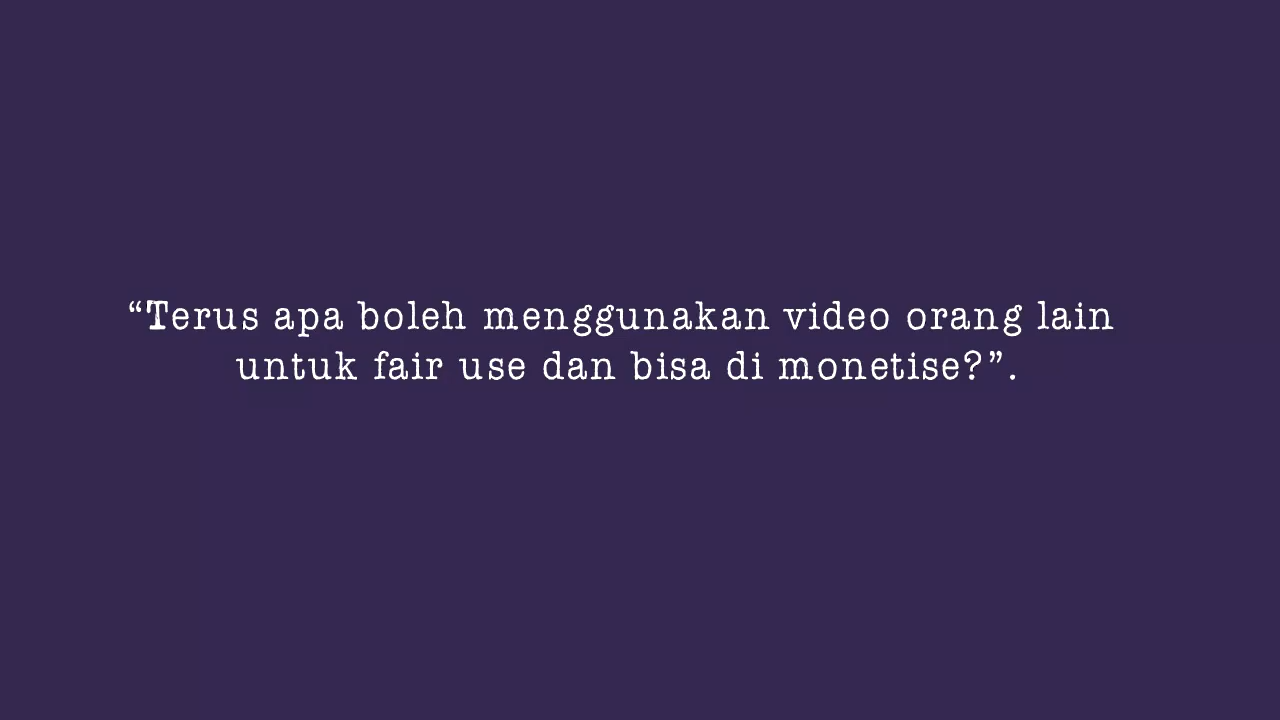 “Terus apa boleh menggunakan video orang lain
untuk fair use dan bisa di monetise?”.